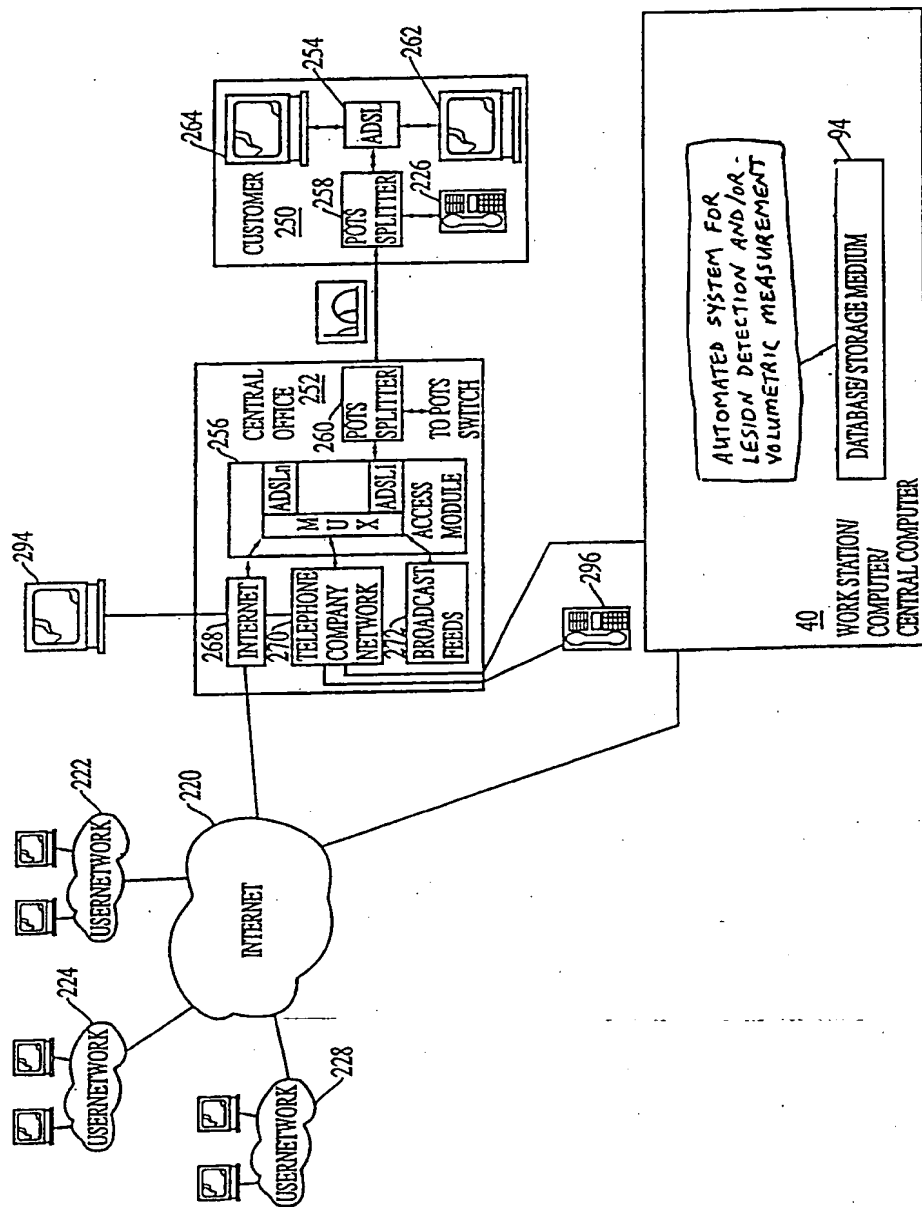 294
264
254
262
CUSTOMER
250
258
ADSL
POTS
SPLITTER
226
256
CENTRAL
OFFICE 252
260
POTS
SPLITTER
TO POTS
SWITCH
ADSLn
ADSL1
M
U
X
ACCESS
MODULE
268
INTERNET
270
TELEPHONE
COMPANY
NETWORK
272
BROADCAST
FEEDS
296
222
USERNETWORK
224
USERNETWORK
228
USERNETWORK
220
INTERNET
AUTOMATED SYSTEM FOR
LESION DETECTION AND/OR-
VOLUMETRIC MEASUREMENT
94
DATABASE/STORAGE MEDIUM
40
WORK STATION/
COMPUTER/
CENTRAL COMPUTER